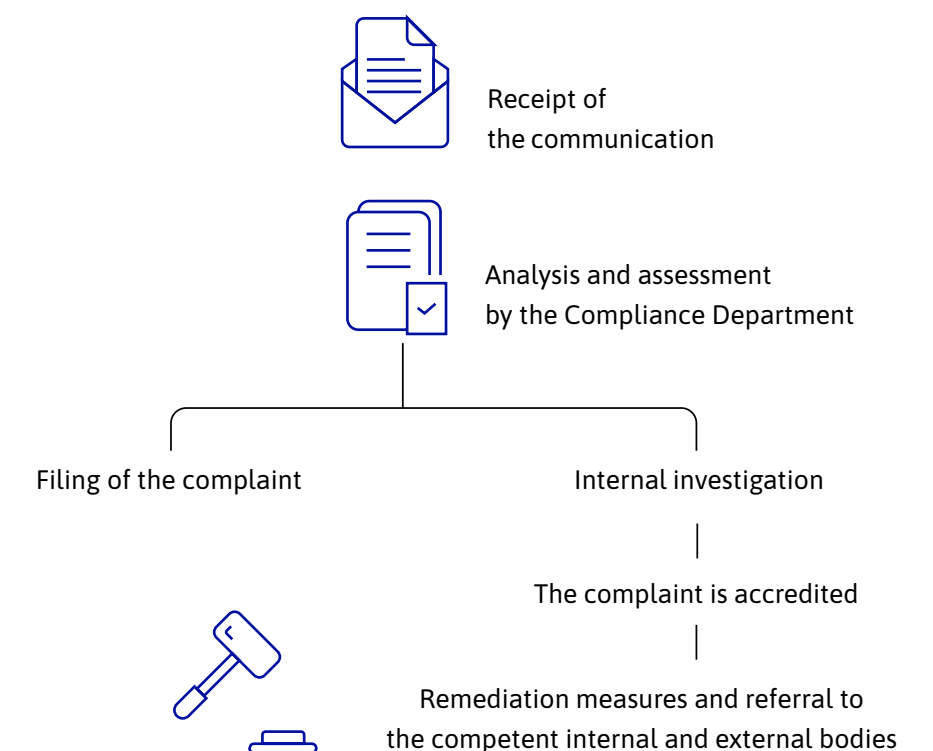 Receipt of
the communication
Analysis and assessment
by the Compliance Department
Filing of the complaint
Internal investigation
The complaint is accredited
Remediation measures and referral to
the competent internal and external bodies